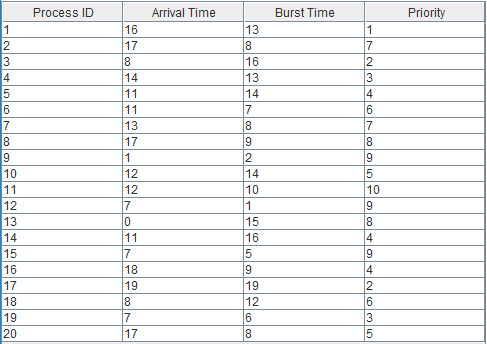 Process ID Arrival Time Burst Time Priority
1 16 13 1
2 17 8 7
3 8 16 2
4 14 13 3
5 11 14 4
6 11 7 6
7 13 8 7
8 17 9 8
9 1 2 9
10 12 14 5
11 12 10 10
12 7 1 9
13 0 15 8
14 11 16 4
15 7 5 9
16 18 9 4
17 19 19 2
18 8 12 6
19 7 6 3
20 17 8 5